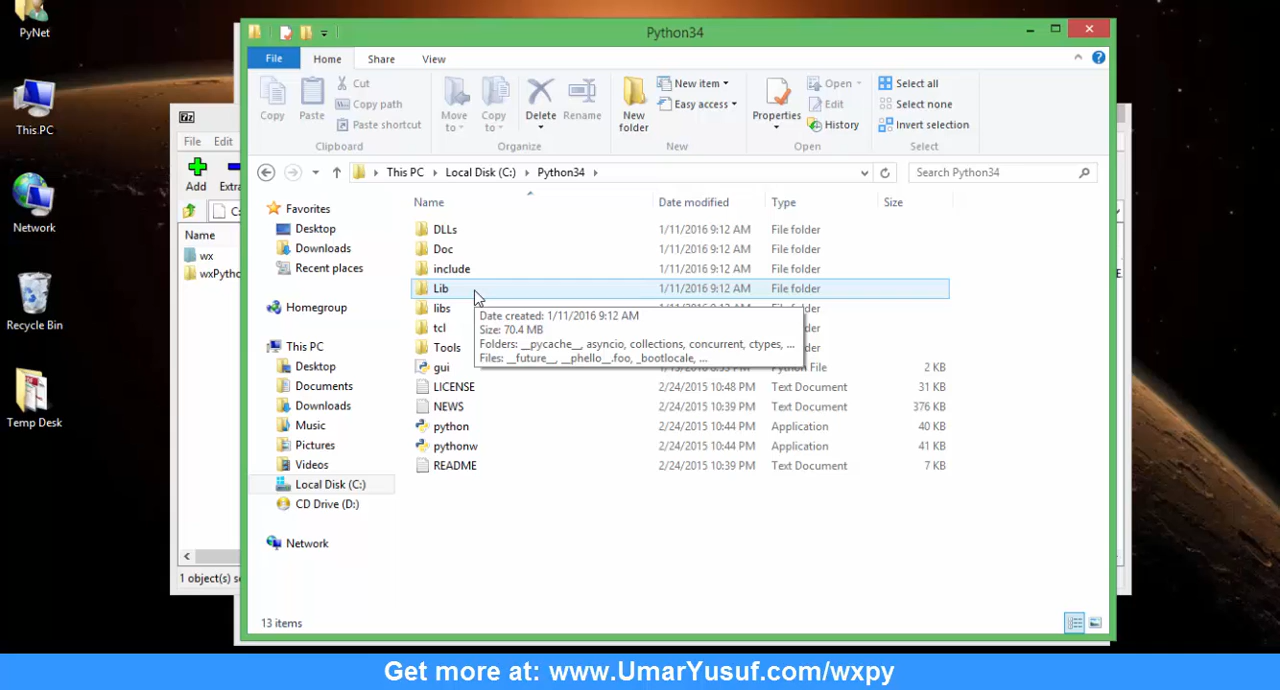 PyNet
This PC
Network
Recycle Bin
Temp Desk
7z
File Edit
Add Extra
C:
Name
wx
wxPytho
1 object(s) se
Python34
File Home Share View
Copy
Paste
Cut
Copy path
Paste shortcut
Clipboard
Move to
Copy to
Delete
Rename
Organize
New folder
New item
Easy access
New
Properties
Open
Edit
History
Open
Select all
Select none
Invert selection
Select
This PC Local Disk (C:) Python34
Search Python34
Favorites
Desktop
Downloads
Recent places
Homegroup
This PC
Desktop
Documents
Downloads
Music
Pictures
Videos
Local Disk (C:)
CD Drive (D:)
Network
Name Date modified Type Size
DLLs 1/11/2016 9:12 AM File folder
Doc 1/11/2016 9:12 AM File folder
include 1/11/2016 9:12 AM File folder
Lib 1/11/2016 9:12 AM File folder
libs File folder
tcl
Tools
Date created: 1/11/2016 9:12 AM
Size: 70.4 MB
Folders: __pycache__, asyncio, collections, concurrent, ctypes, ...
Files: __future__, __phello__.foo, _bootlocale, ...
gui Python File 2 KB
LICENSE 2/24/2015 10:48 PM Text Document 31 KB
NEWS 2/24/2015 10:39 PM Text Document 376 KB
python 2/24/2015 10:44 PM Application 40 KB
pythonw 2/24/2015 10:44 PM Application 41 KB
README 2/24/2015 10:39 PM Text Document 7 KB
13 items
Get more at: www.UmarYusuf.com/wxpy